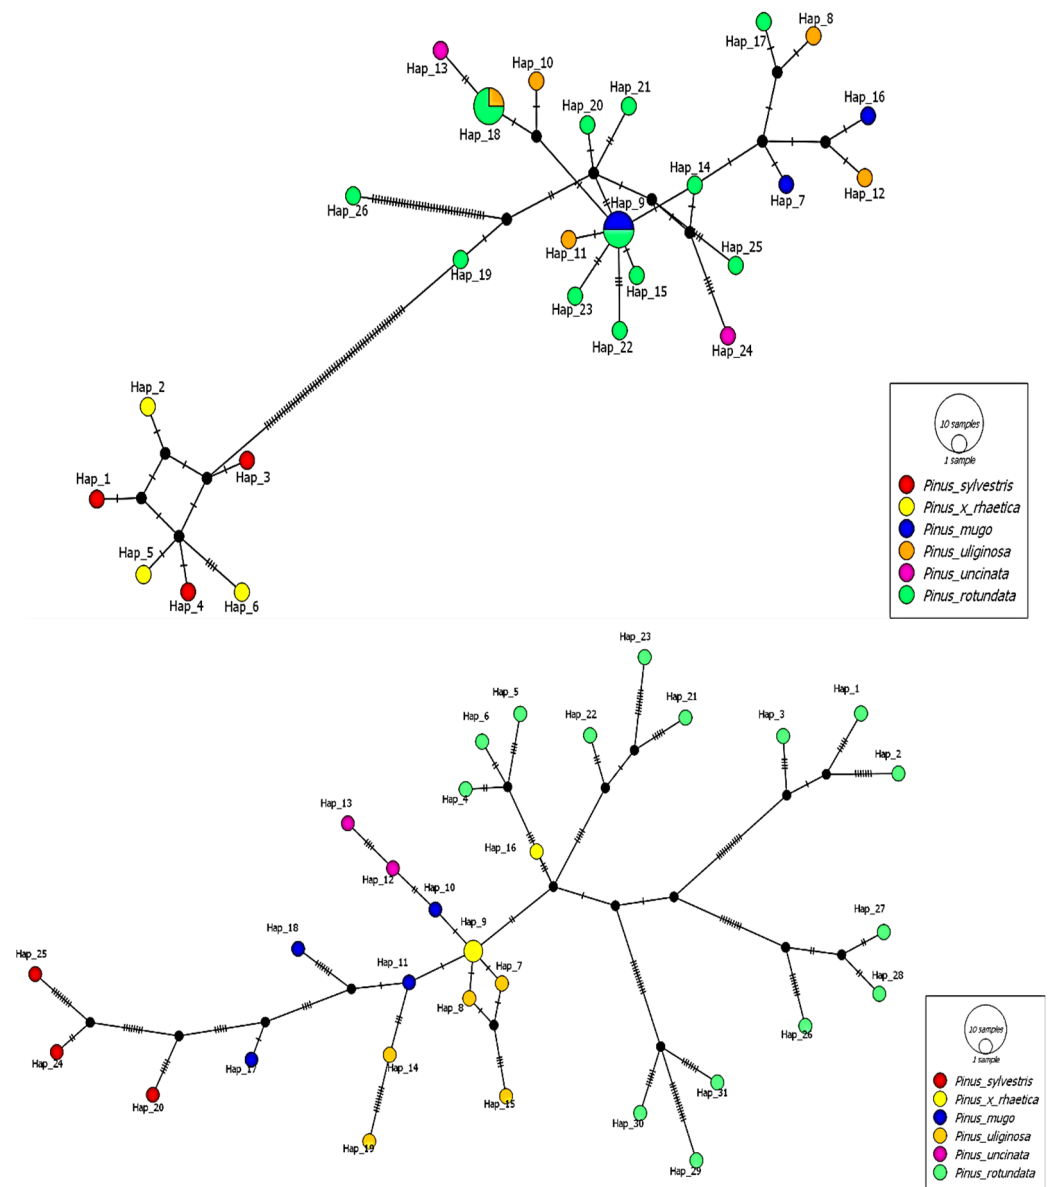 Hap_8
Hap_17
Hap_13
Hap_10
Hap_21
Hap_20
Hap_16
Hap_18
Hap_14
Hap_12
Hap_7
Hap_26
Hap_9
Hap_11
Hap_25
Hap_19
Hap_15
Hap_23
Hap_22
Hap_24
Hap_2
Hap_1
Hap_3
Hap_5
Hap_4
Hap_6
10 samples
1 sample
Pinus_sylvestris
Pinus_x_rhaetica
Pinus_mugo
Pinus_uliginosa
Pinus_uncinata
Pinus_rotundata
Hap_23
Hap_5
Hap_21
Hap_1
Hap_6
Hap_22
Hap_3
Hap_2
Hap_4
Hap_13
Hap_16
Hap_12
Hap_10
Hap_9
Hap_27
Hap_18
Hap_25
Hap_11
Hap_7
Hap_8
Hap_28
Hap_26
Hap_24
Hap_17
Hap_14
Hap_20
Hap_15
Hap_31
Hap_30
Hap_19
Hap_29
10 samples
1 sample
Pinus_sylvestris
Pinus_x_rhaetica
Pinus_mugo
Pinus_uliginosa
Pinus_uncinata
Pinus_rotundata